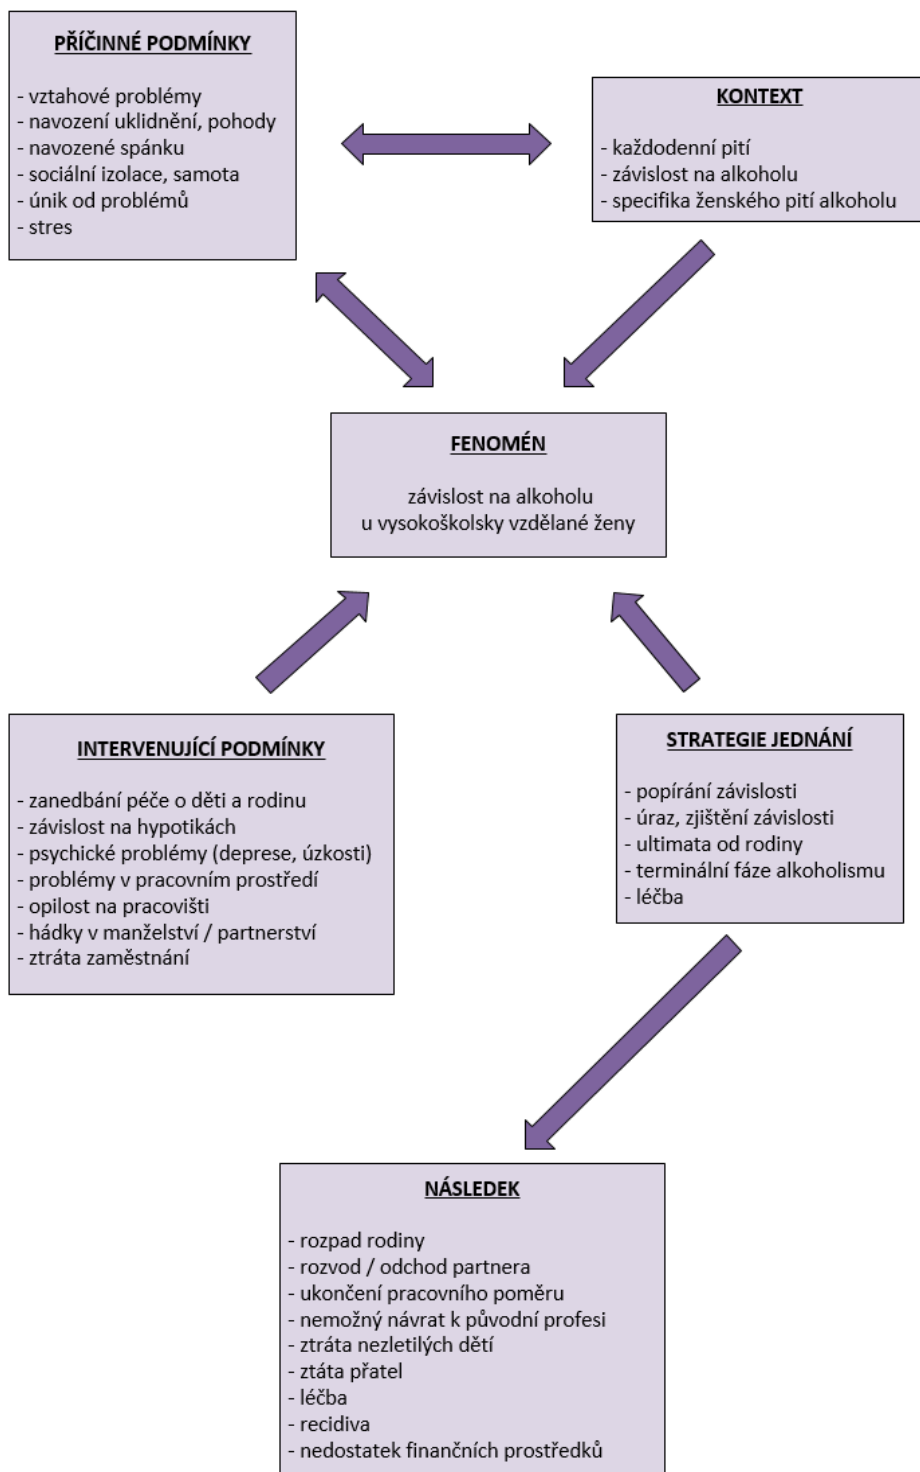 PŘÍČINNÉ PODMÍNKY
- vztahové problémy
- navození uklidnění, pohody
- navozené spánku
- sociální izolace, samota
- únik od problémů
- stres
KONTEXT
- každodenní pití
- závislost na alkoholu
- specifika ženského pití alkoholu
FENOMÉN
závislost na alkoholu
u vysokoškolsky vzdělané ženy
INTERVENUJÍCÍ PODMÍNKY
- zanedbání péče o děti a rodinu
- závislost na hypotikách
- psychické problémy (deprese, úzkosti)
- problémy v pracovním prostředí
- opilost na pracovišti
- hádky v manželství / partnerství
- ztráta zaměstnání
STRATEGIE JEDNÁNÍ
- popírání závislosti
- úraz, zjištění závislosti
- ultimata od rodiny
- terminální fáze alkoholismu
- léčba
NÁSLEDEK
- rozpad rodiny
- rozvod / odchod partnera
- ukončení pracovního poměru
- nemožný návrat k původní profesi
- ztráta nezletilých dětí
- ztáta přatel
- léčba
- recidiva
- nedostatek finančních prostředků